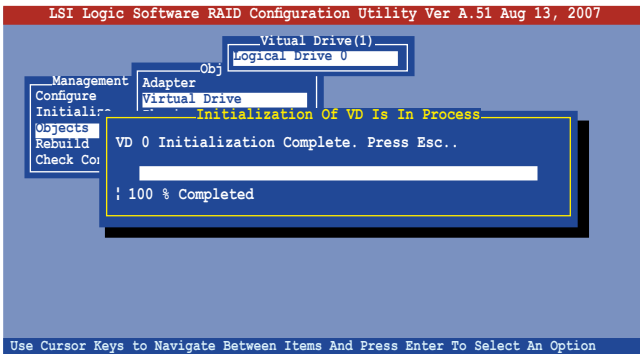 LSI Logic Software RAID Configuration Utility Ver A.51 Aug 13, 2007
Vitual Drive(1)
Logical Drive 0
Obj
Adapter
Virtual Drive
Management
Configure
Objects
Rebuild
Check
Initialization Of VD Is In Process
VD 0 Initialization Complete. Press Esc..
¦ 100 % Completed
Use Cursor Keys to Navigate Between Items And Press Enter To Select An Option